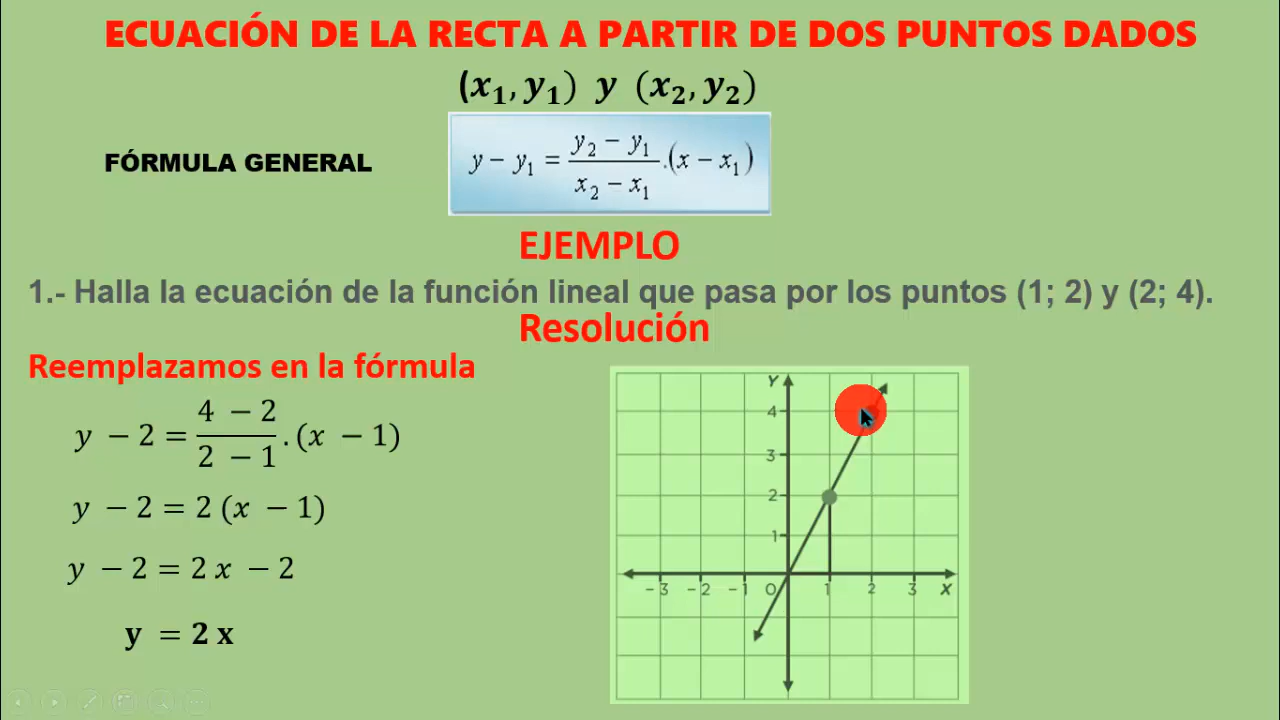 ECUACIÓN DE LA RECTA A PARTIR DE DOS PUNTOS DADOS
(x₁, y₁) y (x₂, y₂)
FÓRMULA GENERAL
y − y₁ = (y₂ − y₁)/(x₂ − x₁) . (x − x₁)
EJEMPLO
1.- Halla la ecuación de la función lineal que pasa por los puntos (1; 2) y (2; 4).
Resolución
Reemplazamos en la fórmula
y − 2 = (4 − 2)/(2 − 1) . (x − 1)
y − 2 = 2 (x − 1)
y − 2 = 2 x − 2
y = 2 x
Y
4
3
2
1
-3 -2 -1 O 1 2 3 X